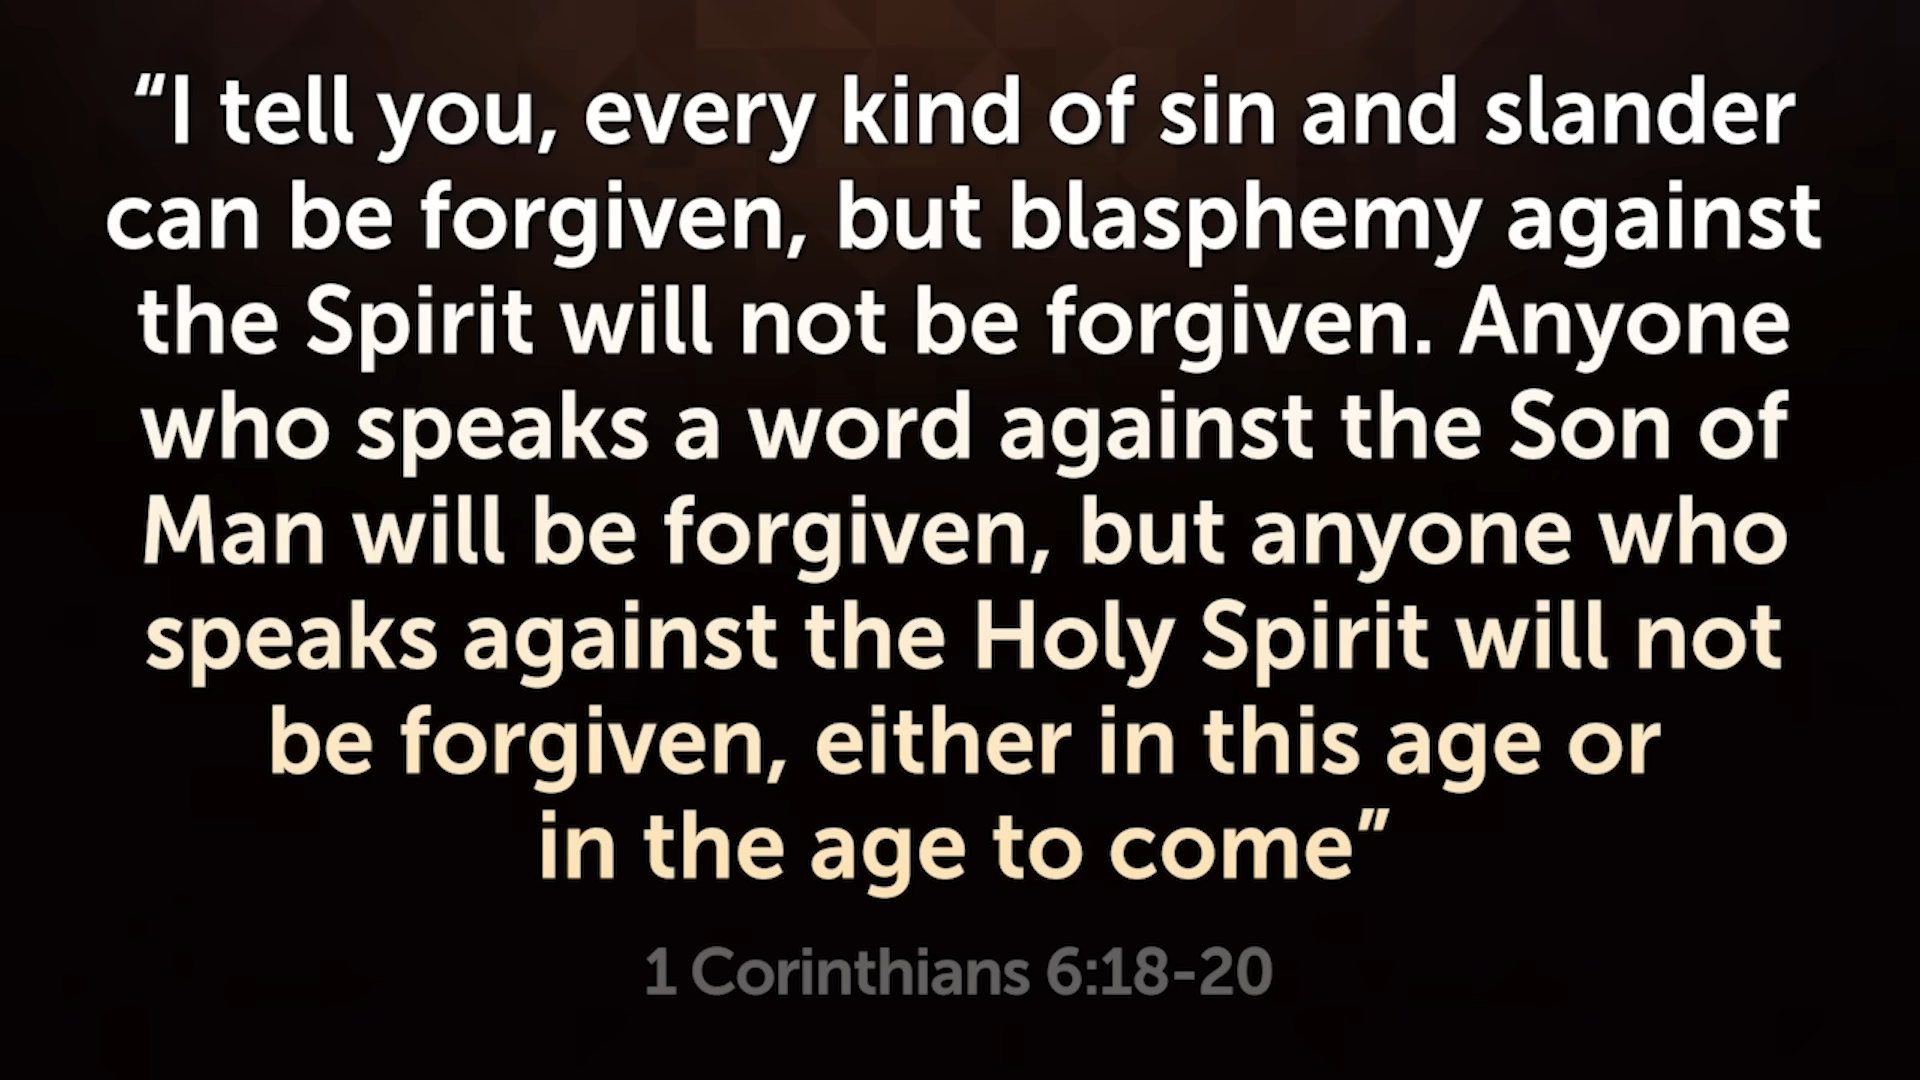 “I tell you, every kind of sin and slander
can be forgiven, but blasphemy against
the Spirit will not be forgiven. Anyone
who speaks a word against the Son of
Man will be forgiven, but anyone who
speaks against the Holy Spirit will not
be forgiven, either in this age or
in the age to come”
1 Corinthians 6:18-20